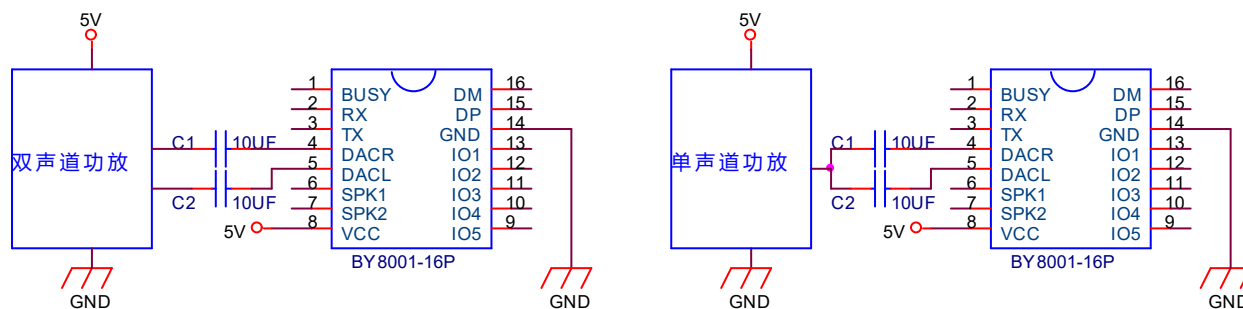 5V
双声道功放
C1
10UF
C2
10UF
5V
GND
1 BUSY DM 16
2 RX DP 15
3 TX GND 14
4 DACR IO1 13
5 DACL IO2 12
6 SPK1 IO3 11
7 SPK2 IO4 10
8 VCC IO5 9
BY8001-16P
GND
5V
单声道功放
C1
10UF
C2
10UF
5V
GND
1 BUSY DM 16
2 RX DP 15
3 TX GND 14
4 DACR IO1 13
5 DACL IO2 12
6 SPK1 IO3 11
7 SPK2 IO4 10
8 VCC IO5 9
BY8001-16P
GND